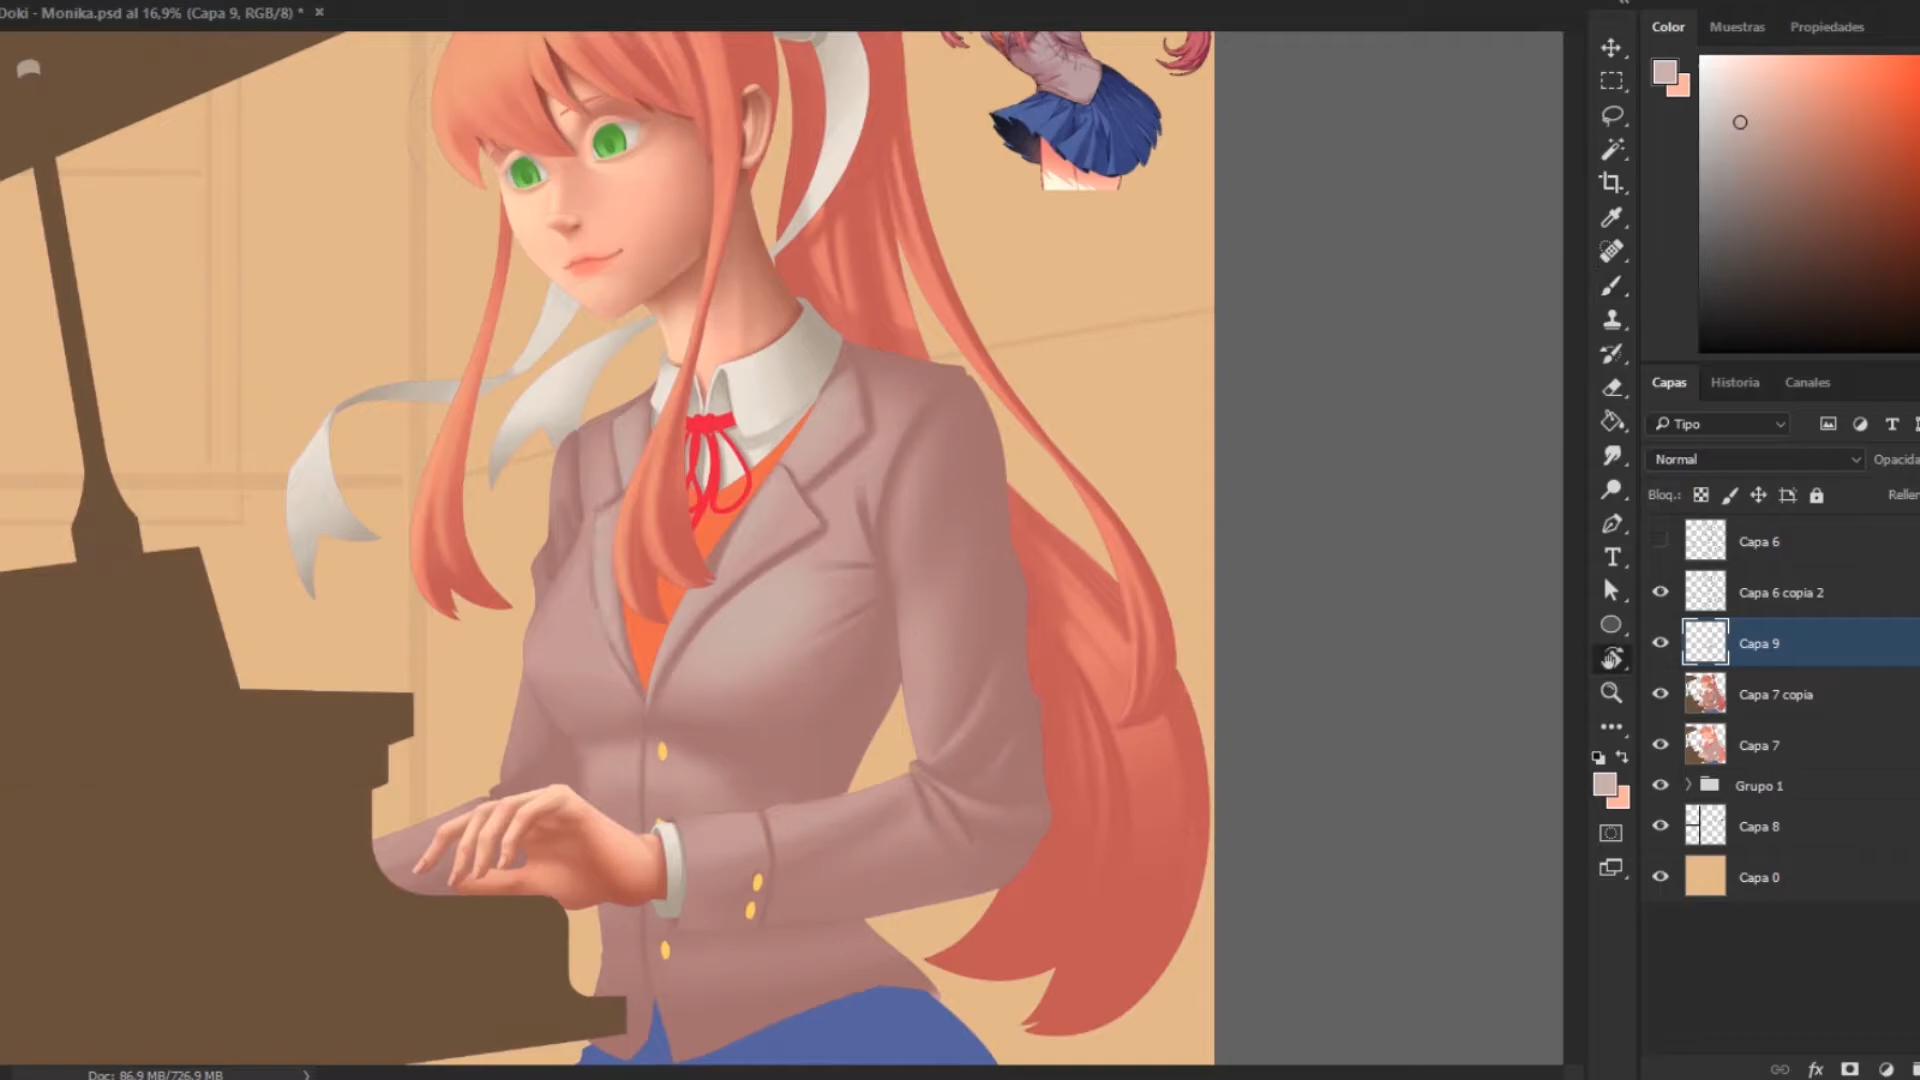 Doki - Monika.psd al 16,9% (Capa 9, RGB/8) *
Color Muestras Propiedades
Capas Historia Canales
Tipo
Normal
Bloq.:
Capa 6
Capa 6 copia 2
Capa 9
Capa 7 copia
Capa 7
Grupo 1
Capa 8
Capa 0
fx
Doc: 86,9 MB/726,9 MB